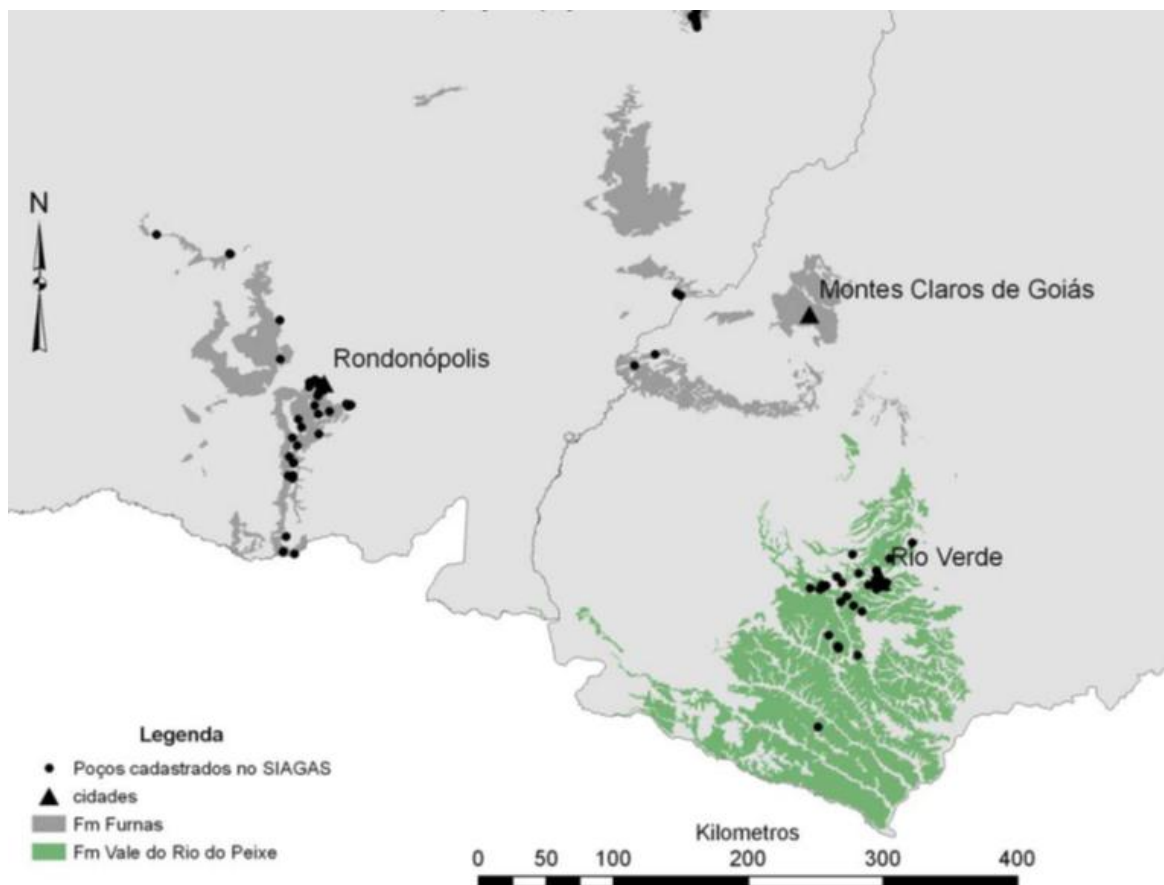 N
Montes Claros de Goiás
Rondonópolis
Rio Verde
Legenda
Poços cadastrados no SIAGAS
cidades
Fm Furnas
Fm Vale do Rio do Peixe
Kilometros
0 50 100 200 300 400